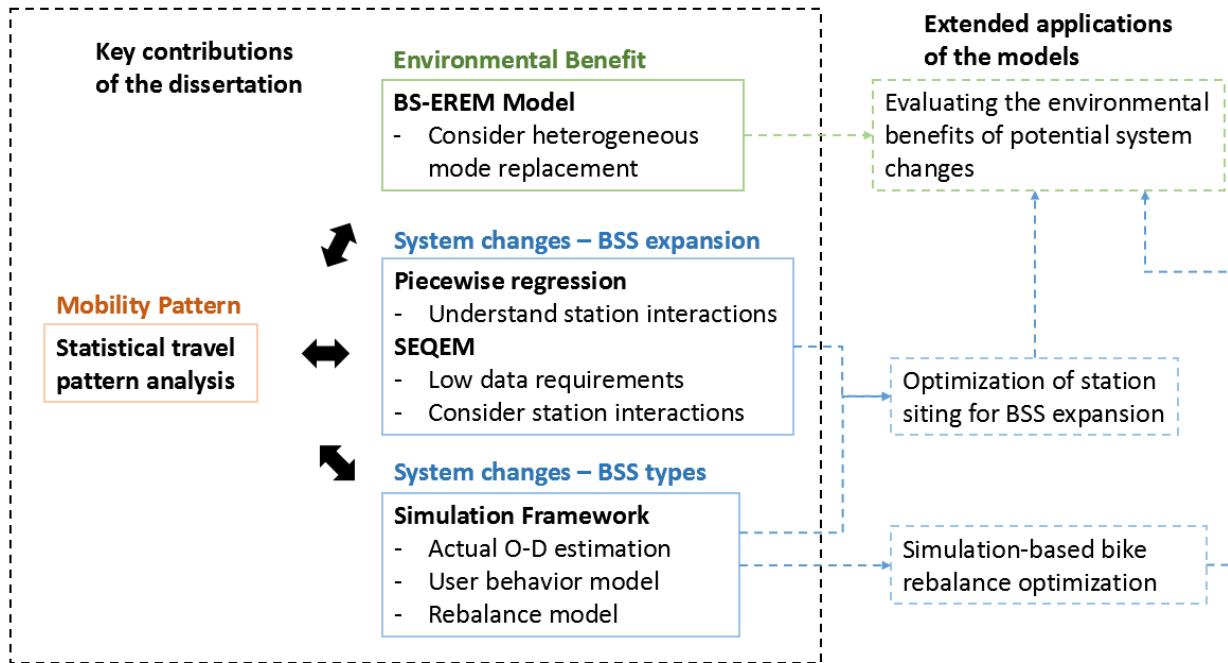 Key contributions
of the dissertation
Environmental Benefit
BS-EREM Model
- Consider heterogeneous
mode replacement
System changes – BSS expansion
Piecewise regression
- Understand station interactions
SEQEM
- Low data requirements
- Consider station interactions
Mobility Pattern
Statistical travel
pattern analysis
System changes – BSS types
Simulation Framework
- Actual O-D estimation
- User behavior model
- Rebalance model
Extended applications
of the models
Evaluating the environmental
benefits of potential system
changes
Optimization of station
siting for BSS expansion
Simulation-based bike
rebalance optimization